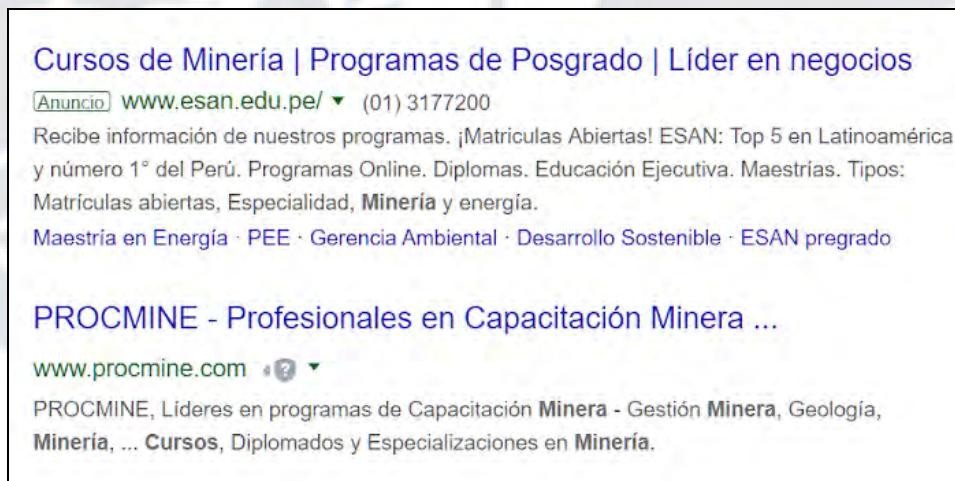 Cursos de Minería | Programas de Posgrado | Líder en negocios
Anuncio www.esan.edu.pe/ ▼ (01) 3177200
Recibe información de nuestros programas. ¡Matriculas Abiertas! ESAN: Top 5 en Latinoamérica
y número 1° del Perú. Programas Online. Diplomas. Educación Ejecutiva. Maestrías. Tipos:
Matrículas abiertas, Especialidad, Minería y energía.
Maestría en Energía · PEE · Gerencia Ambiental · Desarrollo Sostenible · ESAN pregrado
PROCMINE - Profesionales en Capacitación Minera ...
www.procmine.com ▼
PROCMINE, Líderes en programas de Capacitación Minera - Gestión Minera, Geología,
Minería, ... Cursos, Diplomados y Especializaciones en Minería.